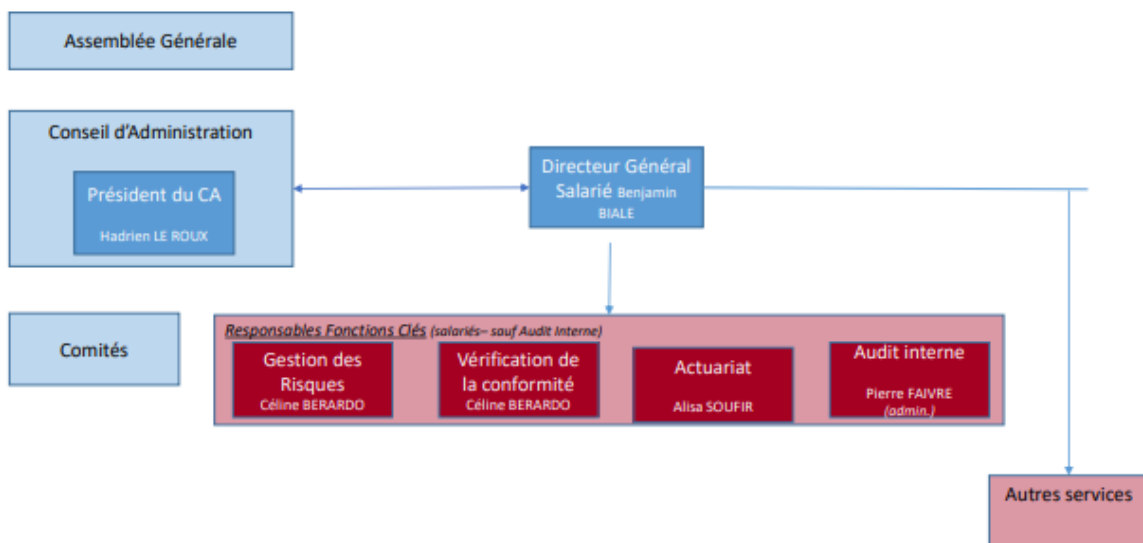 Assemblée Générale
Conseil d'Administration
Président du CA
Hadrien LE ROUX
Directeur Général
Salarié Benjamin
BIALE
Comités
Responsables Fonctions Clés (salariés– sauf Audit Interne)
Gestion des
Risques
Céline BERARDO
Vérification de
la conformité
Céline BERARDO
Actuariat
Alisa SOUFIR
Audit interne
Pierre FAIVRE
(admin.)
Autres services